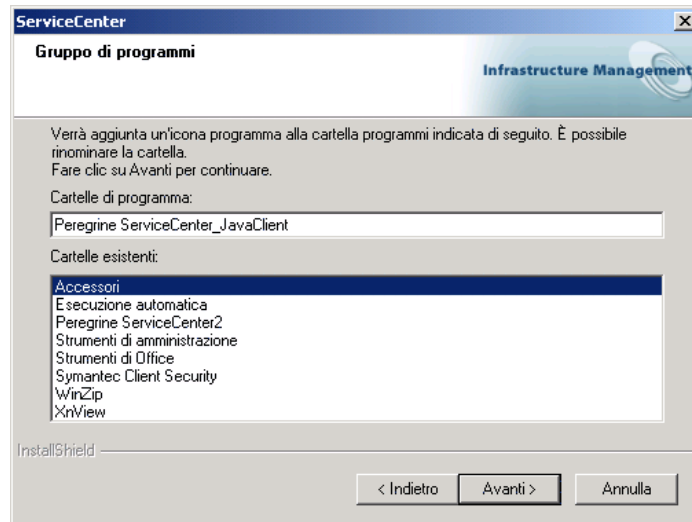 ServiceCenter
Gruppo di programmi
Infrastructure Management
Verrà aggiunta un'icona programma alla cartella programmi indicata di seguito. È possibile
rinominare la cartella.
Fare clic su Avanti per continuare.
Cartelle di programma:
Peregrine ServiceCenter_JavaClient
Cartelle esistenti:
Accessori
Esecuzione automatica
Peregrine ServiceCenter2
Strumenti di amministrazione
Strumenti di Office
Symantec Client Security
WinZip
XnView
InstallShield
< Indietro
Avanti >
Annulla